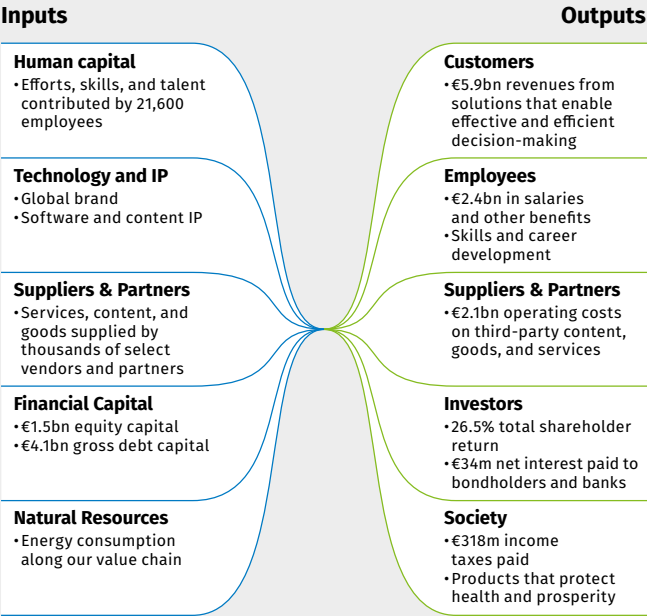 Inputs
Outputs
Human capital
•Efforts, skills, and talent
contributed by 21,600
employees
Technology and IP
•Global brand
•Software and content IP
Suppliers & Partners
•Services, content, and
goods supplied by
thousands of select
vendors and partners
Financial Capital
•€1.5bn equity capital
•€4.1bn gross debt capital
Natural Resources
•Energy consumption
along our value chain
Customers
•€5.9bn revenues from
solutions that enable
effective and efficient
decision-making
Employees
•€2.4bn in salaries
and other benefits
•Skills and career
development
Suppliers & Partners
•€2.1bn operating costs
on third-party content,
goods, and services
Investors
•26.5% total shareholder
return
•€34m net interest paid to
bondholders and banks
Society
•€318m income
taxes paid
•Products that protect
health and prosperity